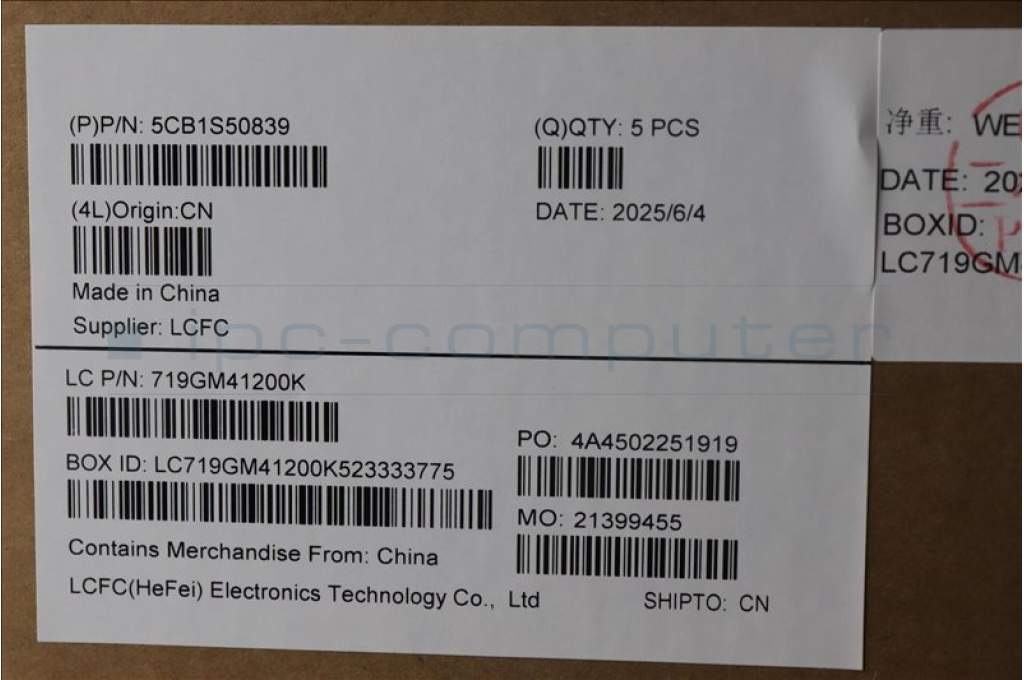 (P)P/N: 5CB1S50839
(Q)QTY: 5 PCS
(4L)Origin:CN
DATE: 2025/6/4
Made in China
Supplier: LCFC
ipc-computer
LC P/N: 719GM41200K
PO: 4A4502251919
BOX ID: LC719GM41200K523333775
MO: 21399455
Contains Merchandise From: China
LCFC(HeFei) Electronics Technology Co., Ltd
SHIPTO: CN
净重: WE
DATE: 202
BOXID:
LC719GM